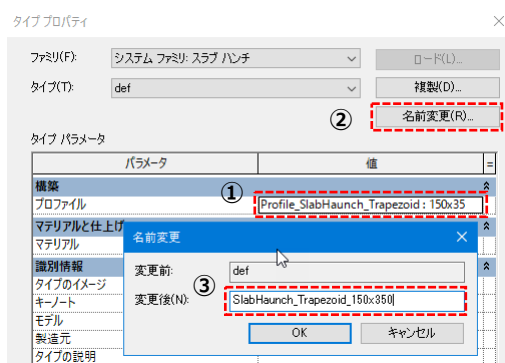 タイプ プロパティ
ファミリ(F): システム ファミリ: スラブ ハンチ ロード(L)...
タイプ(T): def 複製(D)...
② 名前変更(R)...
タイプ パラメータ
パラメータ 値 =
構築
①
プロファイル Profile_SlabHaunch_Trapezoid : 150x35
マテリアルと仕上げ
マテリアル
識別情報
タイプのイメージ
キーノート
モデル
製造元
タイプの説明
名前変更
変更前: def
③
変更後(N): SlabHaunch_Trapezoid_150x350
OK キャンセル